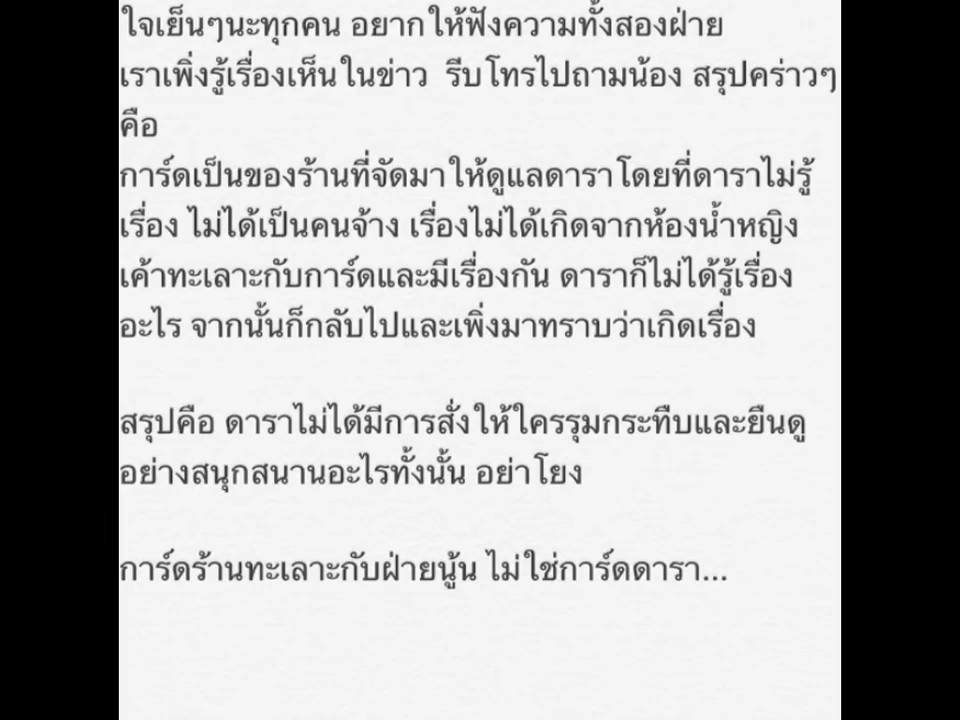 ใจเย็นๆนะทุกคน อยากให้ฟังความทั้งสองฝ่าย
เราเพิ่งรู้เรื่องเห็นในข่าว รีบโทรไปถามน้อง สรุปคร่าวๆ
คือ
การ์ดเป็นของร้านที่จัดมาให้ดูแลดาราโดยที่ดาราไม่รู้
เรื่อง ไม่ได้เป็นคนจ้าง เรื่องไม่ได้เกิดจากห้องน้ำหญิง
เค้าทะเลาะกับการ์ดและมีเรื่องกัน ดาราก็ไม่ได้รู้เรื่อง
อะไร จากนั้นก็กลับไปและเพิ่งมาทราบว่าเกิดเรื่อง
สรุปคือ ดาราไม่ได้มีการสั่งให้ใครรุมกระทืบและยืนดู
อย่างสนุกสนานอะไรทั้งนั้น อย่าโยง
การ์ดร้านทะเลาะกับฝ่ายนู้น ไม่ใช่การ์ดดารา...